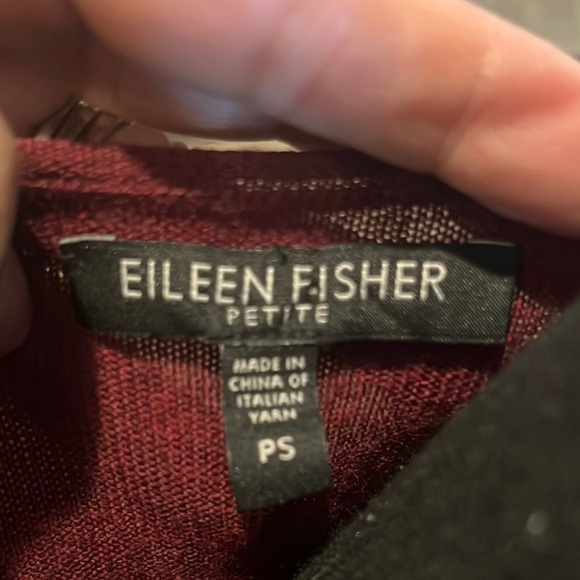 EILEEN FISHER
PETITE
MADE IN
CHINA OF
ITALIAN
YARN
PS